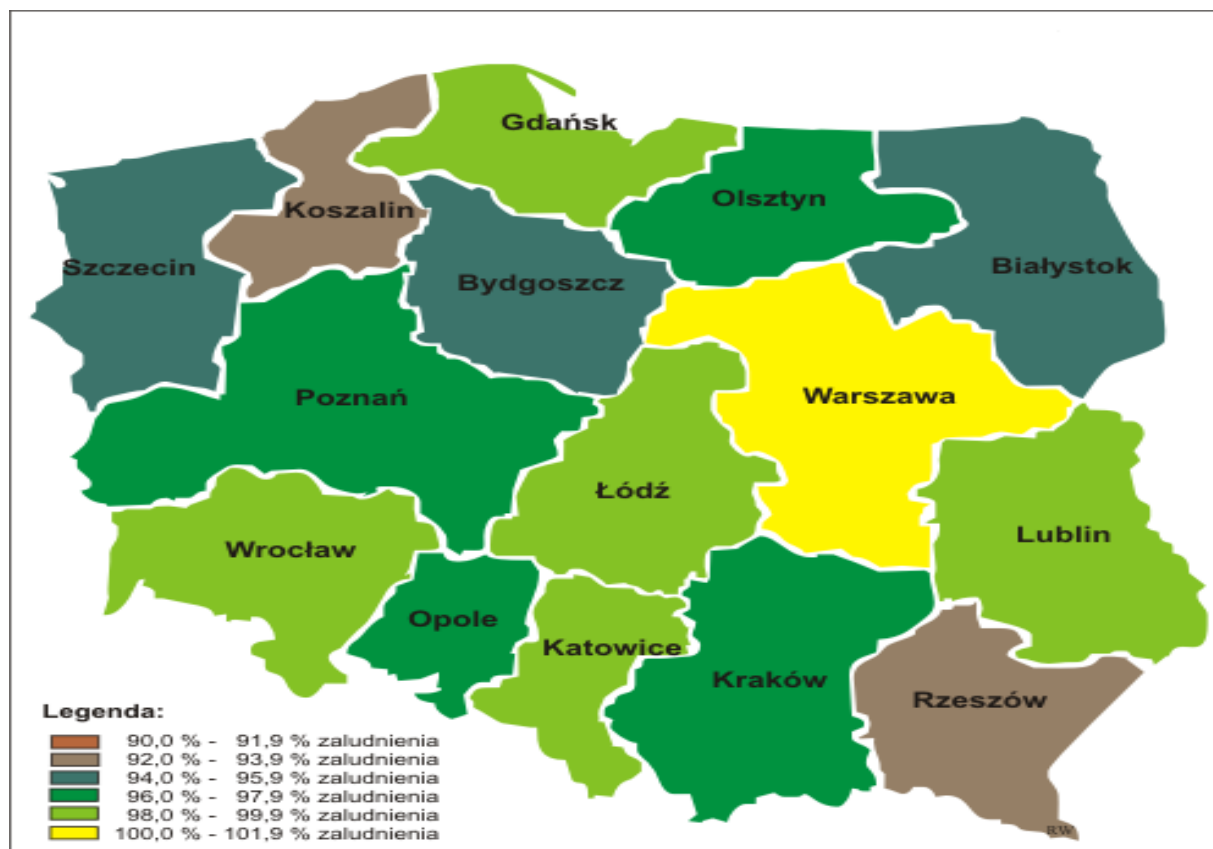 Gdańsk
Olsztyn
Koszalin
Szczecin
Bydgoszcz
Białystok
Poznań
Warszawa
Łódź
Wrocław
Lublin
Opole
Katowice
Kraków
Rzeszów
Legenda:
90,0 % - 91,9 % zaludnienia
92,0 % - 93,9 % zaludnienia
94,0 % - 95,9 % zaludnienia
96,0 % - 97,9 % zaludnienia
98,0 % - 99,9 % zaludnienia
100,0 % - 101,9 % zaludnienia
RW